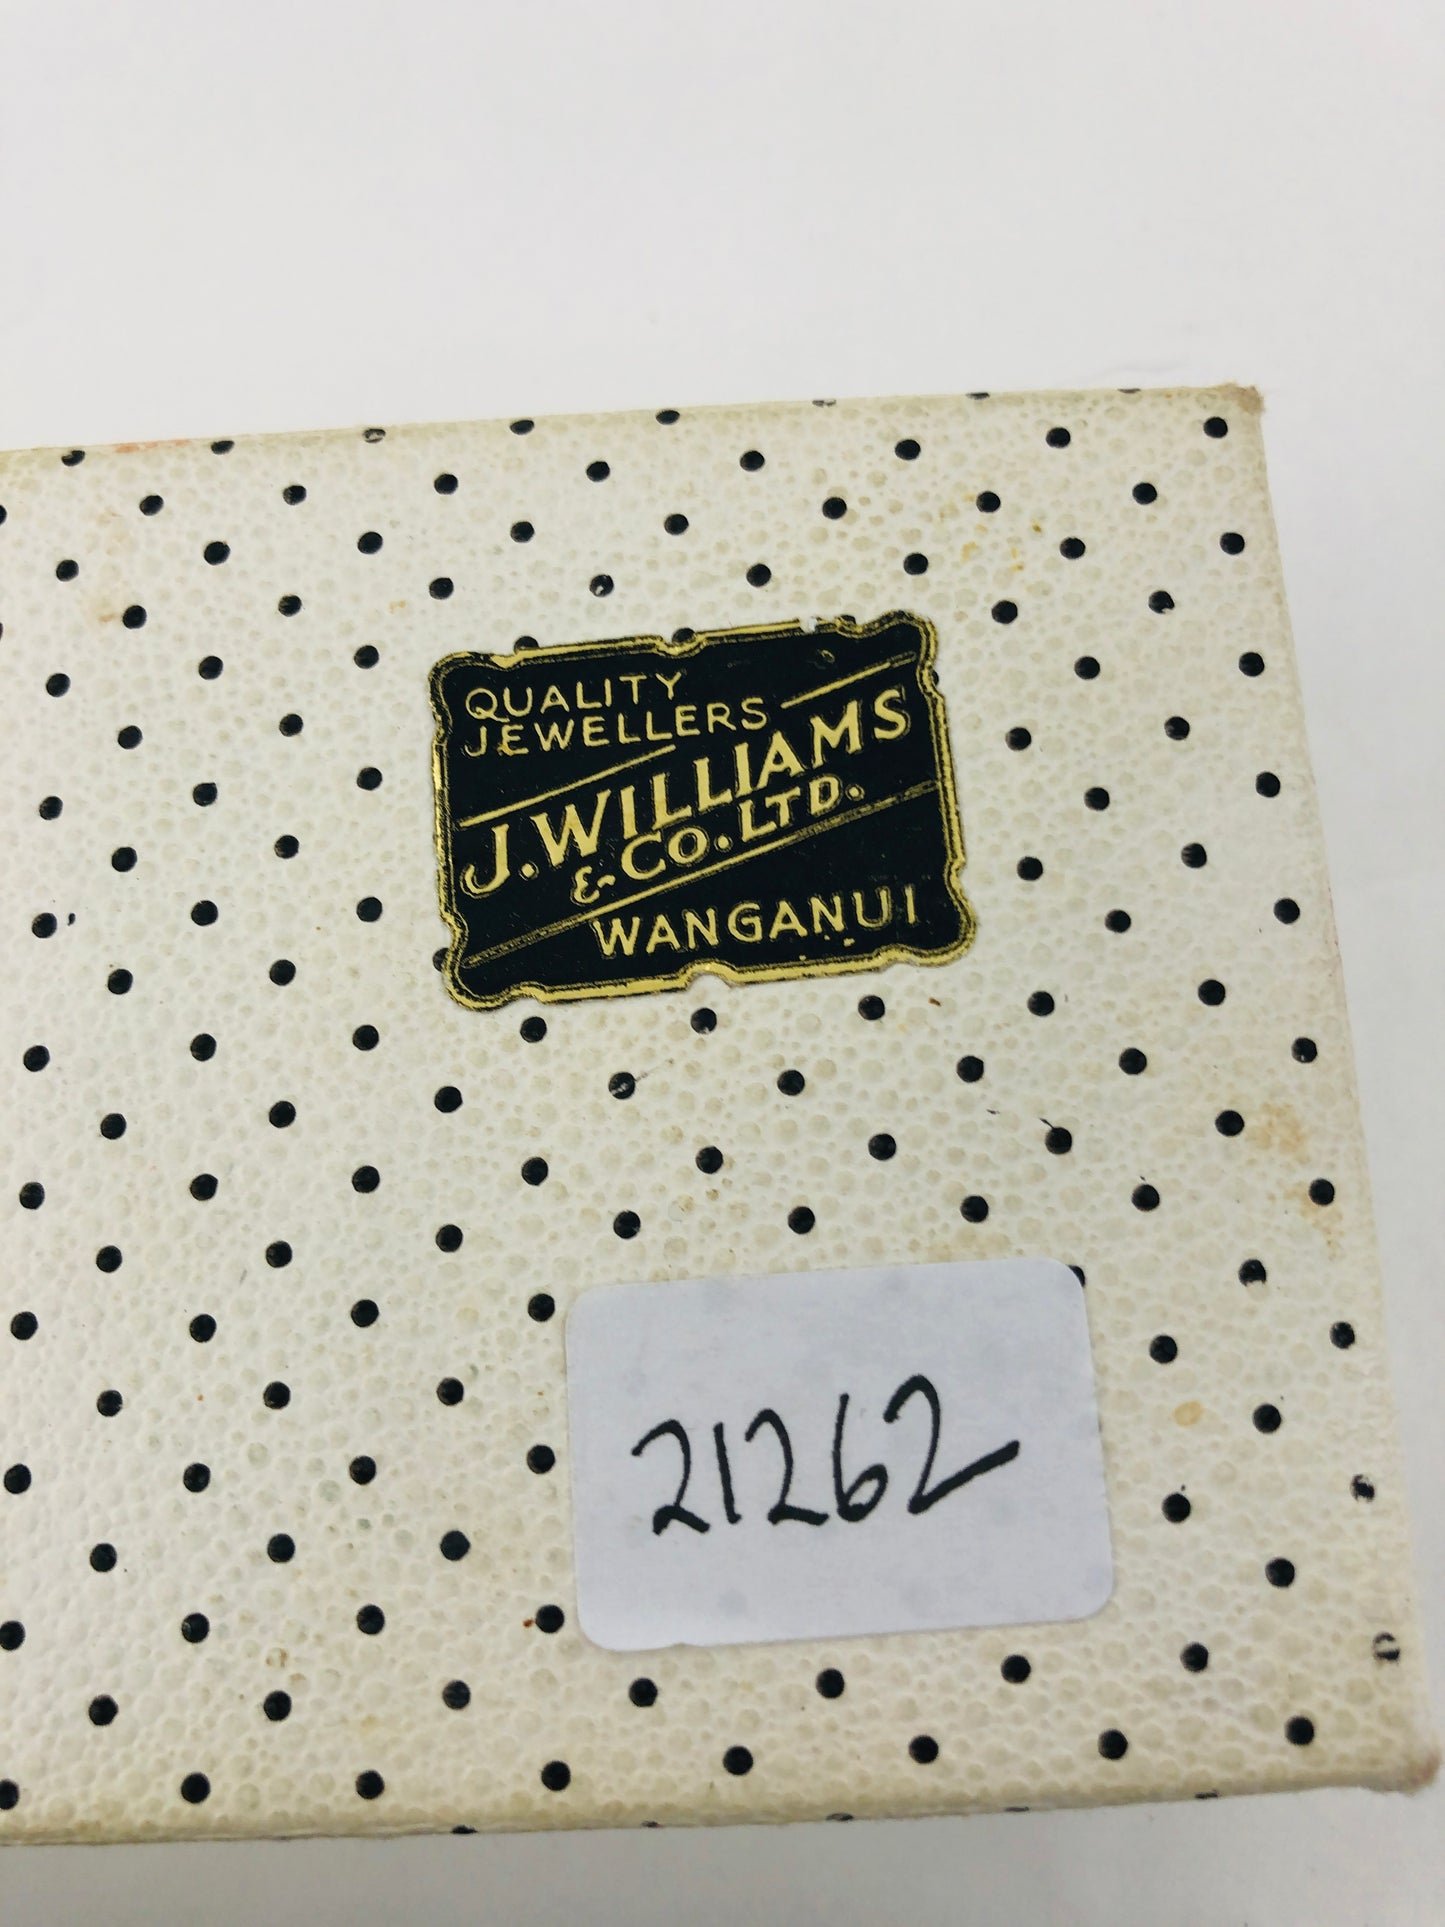 QUALITY
JEWELLERS
J. WILLIAMS
& CO. LTD.
WANGANUI
21262